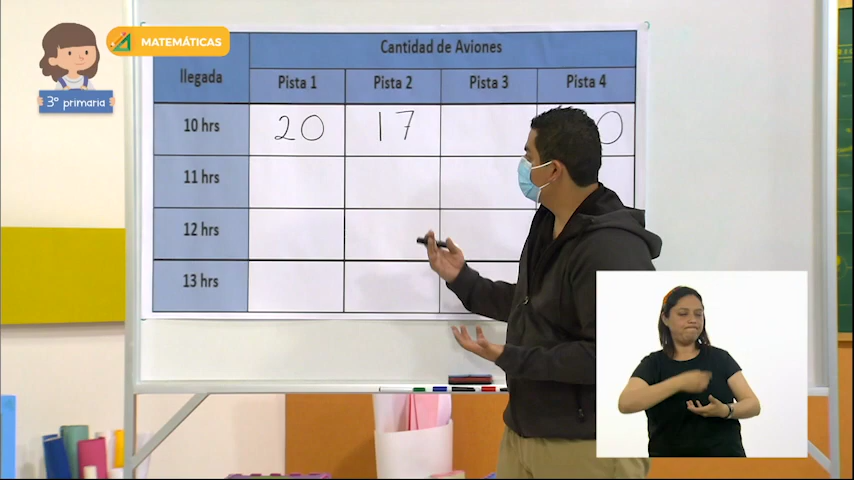 MATEMÁTICAS
3º primaria
Cantidad de Aviones
llegada
Pista 1 Pista 2 Pista 3 Pista 4
10 hrs 20 17
11 hrs
12 hrs
13 hrs